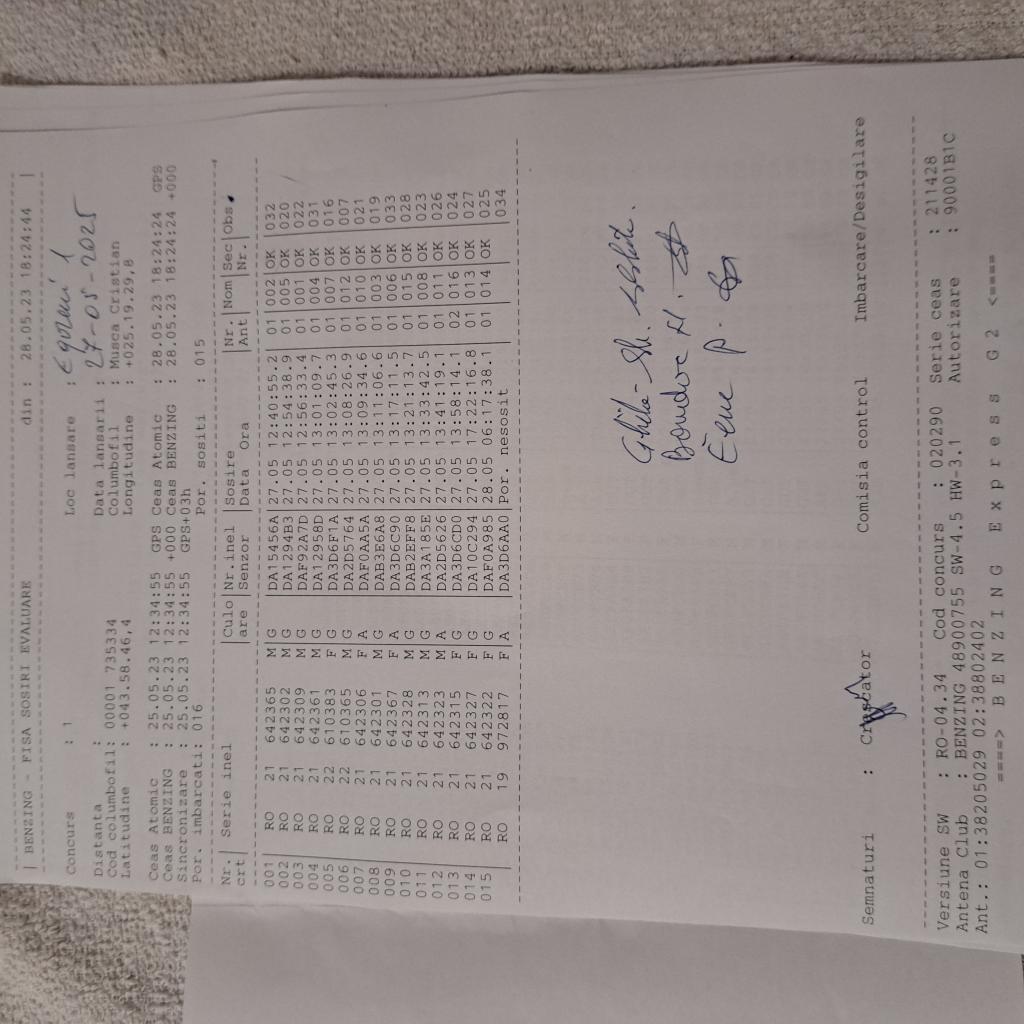 | BENZING - FISA SOSIRI EVALUARE din : 28.05.23 18:24:44 |
Concurs : 1 Loc lansare : Egorni 1
Distanta : Data lansarii : 27-05-2025
Cod columbofil: 00001 735334 Columbofil : Musca Cristian
Latitudine : +043.58.46,4 Longitudine : +025.19.29,8
Ceas Atomic : 25.05.23 12:34:55 GPS Ceas Atomic : 28.05.23 18:24:24 GPS
Ceas BENZING : 25.05.23 12:34:55 +000 Ceas BENZING : 28.05.23 18:24:24 +000
Sincronizare : 25.05.23 12:34:55 GPS+03h
Por. imbarcati: 016 Por. sositi : 015
Nr.| Serie inel |Culo|Nr.inel |Sosire |Nr. |Nom|Sec|Obs.
crt| |are |Senzor |Data Ora |Ant| |Nr.|
001| RO 21 642365 M G |DA15456A|27.05 12:40:55.2|01 |002|OK |032
002| RO 21 642302 M G |DA1294B3|27.05 12:54:38.9|01 |005|OK |020
003| RO 21 642309 M G |DAF92A7D|27.05 12:56:33.4|01 |001|OK |022
004| RO 21 642361 M G |DA12958D|27.05 13:01:09.7|01 |004|OK |031
005| RO 22 610383 F G |DA3D6F1A|27.05 13:02:45.3|01 |007|OK |016
006| RO 22 610365 M G |DA2D5764|27.05 13:08:26.9|01 |012|OK |007
007| RO 21 642306 F A |DAF0AA5A|27.05 13:09:34.6|01 |010|OK |021
008| RO 21 642301 M G |DAB3E6A8|27.05 13:11:06.6|01 |003|OK |019
009| RO 21 642367 F A |DA3D6C90|27.05 13:17:11.5|01 |006|OK |033
010| RO 21 642328 M G |DAB2EFF8|27.05 13:21:13.7|01 |015|OK |028
011| RO 21 642313 M G |DA3A185E|27.05 13:33:42.5|01 |008|OK |023
012| RO 21 642323 M A |DA2D5626|27.05 13:41:19.1|01 |011|OK |026
013| RO 21 642315 F G |DA3D6CD0|27.05 13:58:14.1|02 |016|OK |024
014| RO 21 642327 F G |DA10C294|27.05 17:22:16.8|01 |013|OK |027
015| RO 21 642322 F G |DAF0A985|28.05 06:17:38.1|01 |014|OK |025
| RO 19 972817 F A |DA3D6AA0|Por. nesosit |034
Semnaturi : Crescator Comisia control Imbarcare/Desigilare
Versiune SW : RO-04.34 Cod concurs : 020290 Serie ceas : 211428
Antena Club : BENZING 48900755 SW-4.5 HW-3.1 Autorizare : 90001B1C
Ant.: 01:38205029 02:38802402
====> B E N Z I N G E x p r e s s G 2 <====